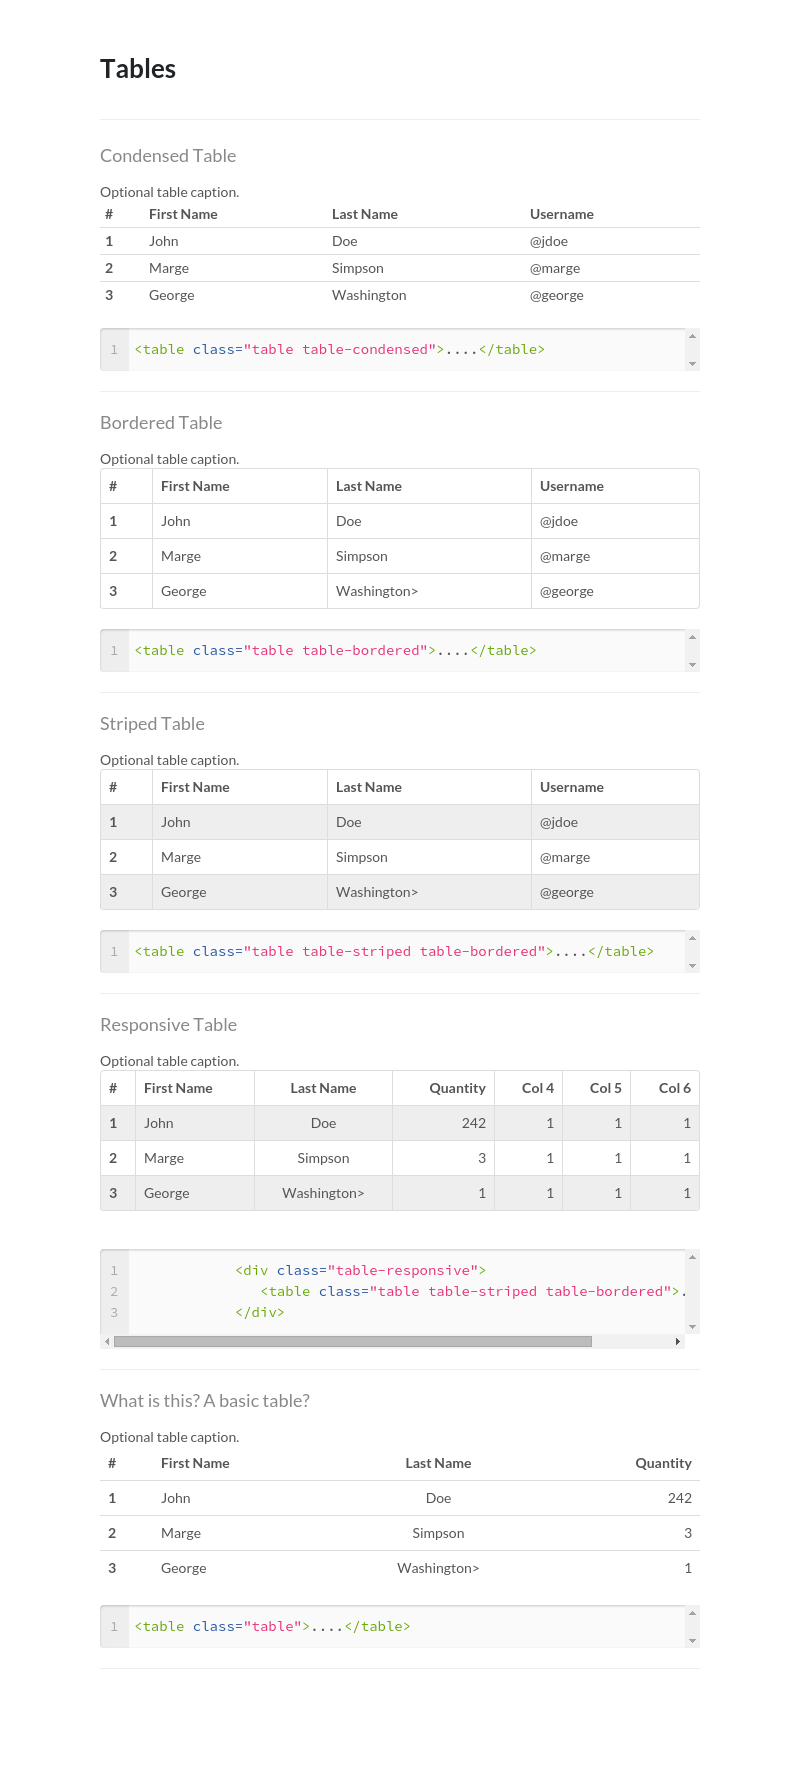 Tables
Condensed Table
Optional table caption.
# First Name Last Name Username
1 John Doe @jdoe
2 Marge Simpson @marge
3 George Washington @george
1 <table class="table table-condensed">....</table>
Bordered Table
Optional table caption.
# First Name Last Name Username
1 John Doe @jdoe
2 Marge Simpson @marge
3 George Washington> @george
1 <table class="table table-bordered">....</table>
Striped Table
Optional table caption.
# First Name Last Name Username
1 John Doe @jdoe
2 Marge Simpson @marge
3 George Washington> @george
1 <table class="table table-striped table-bordered">....</table>
Responsive Table
Optional table caption.
# First Name Last Name Quantity Col 4 Col 5 Col 6
1 John Doe 242 1 1 1
2 Marge Simpson 3 1 1 1
3 George Washington> 1 1 1 1
1 <div class="table-responsive">
2 <table class="table table-striped table-bordered">.
3 </div>
What is this? A basic table?
Optional table caption.
# First Name Last Name Quantity
1 John Doe 242
2 Marge Simpson 3
3 George Washington> 1
1 <table class="table">....</table>